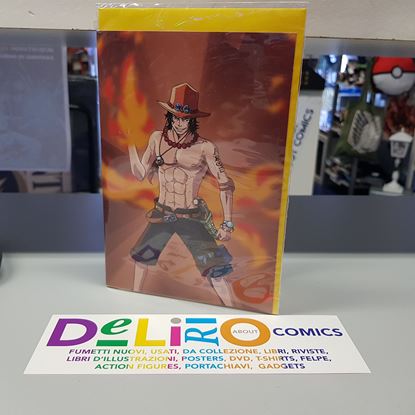 DeLiRiO ABOUT COMICS
FUMETTI NUOVI, USATI, DA COLLEZIONE, LIBRI, RIVISTE,
LIBRI D'ILLUSTRAZIONI, POSTERS, DVD, T-SHIRTS, FELPE,
ACTION FIGURES, PORTACHIAVI, GADGETS